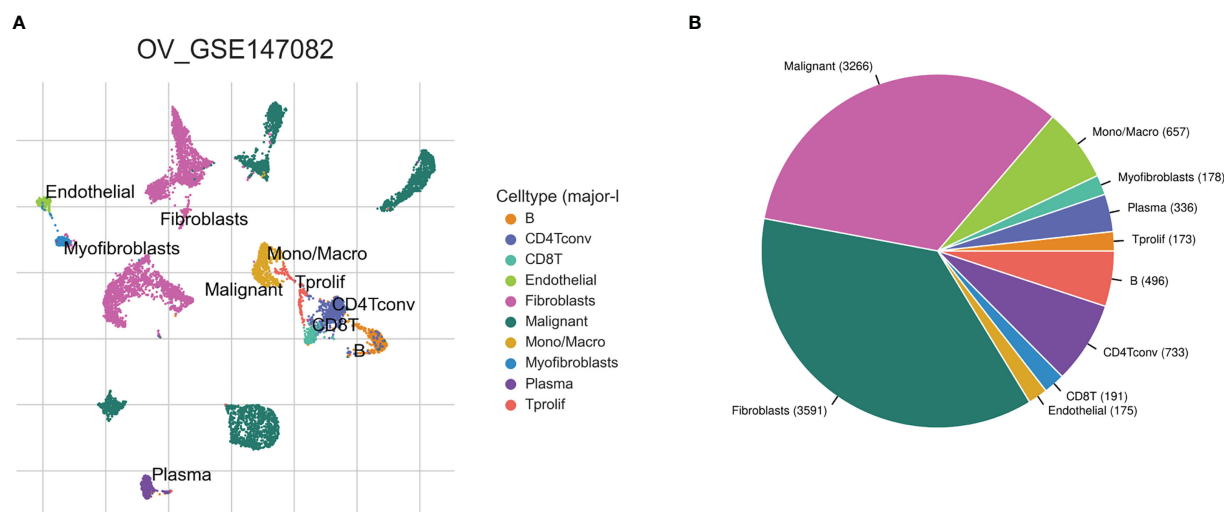 A
OV_GSE147082
Endothelial
Fibroblasts
Myofibroblasts
Mono/Macro
Malignant
Tprolif
CD4Tconv
CD8T
B
Plasma
Celltype (major-l
B
CD4Tconv
CD8T
Endothelial
Fibroblasts
Malignant
Mono/Macro
Myofibroblasts
Plasma
Tprolif
B
Malignant (3266)
Mono/Macro (657)
Myofibroblasts (178)
Plasma (336)
Tprolif (173)
B (496)
CD4Tconv (733)
CD8T (191)
Endothelial (175)
Fibroblasts (3591)